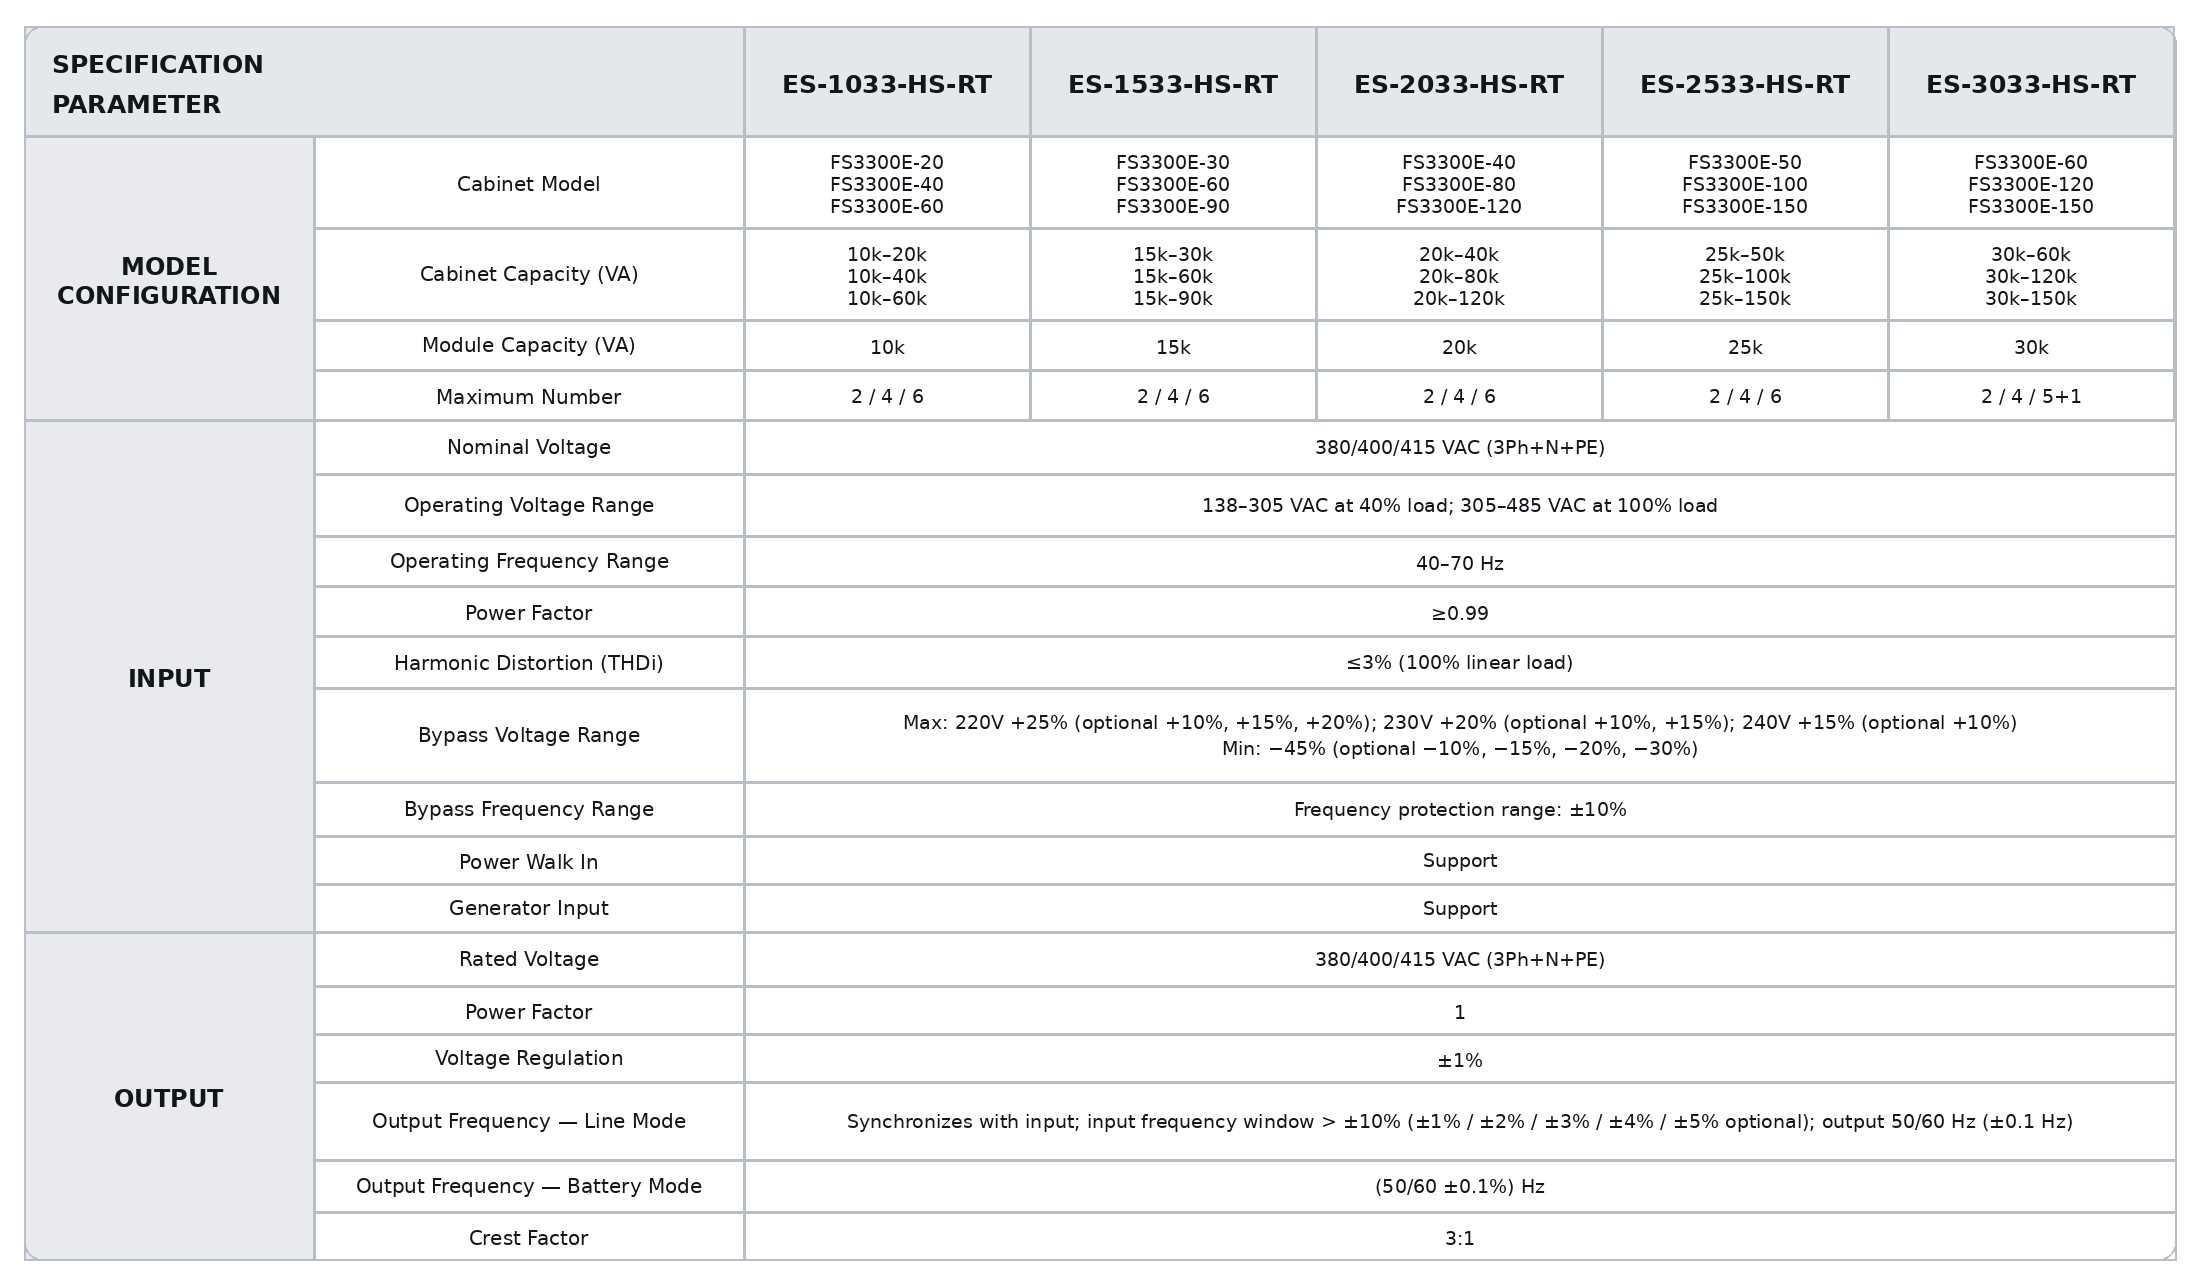 SPECIFICATION
PARAMETER
ES-1033-HS-RT
ES-1533-HS-RT
ES-2033-HS-RT
ES-2533-HS-RT
ES-3033-HS-RT
MODEL
CONFIGURATION
Cabinet Model
FS3300E-20
FS3300E-40
FS3300E-60
FS3300E-30
FS3300E-60
FS3300E-90
FS3300E-40
FS3300E-80
FS3300E-120
FS3300E-50
FS3300E-100
FS3300E-150
FS3300E-60
FS3300E-120
FS3300E-150
Cabinet Capacity (VA)
10k–20k
10k–40k
10k–60k
15k–30k
15k–60k
15k–90k
20k–40k
20k–80k
20k–120k
25k–50k
25k–100k
25k–150k
30k–60k
30k–120k
30k–150k
Module Capacity (VA)
10k
15k
20k
25k
30k
Maximum Number
2 / 4 / 6
2 / 4 / 6
2 / 4 / 6
2 / 4 / 6
2 / 4 / 5+1
INPUT
Nominal Voltage
380/400/415 VAC (3Ph+N+PE)
Operating Voltage Range
138–305 VAC at 40% load; 305–485 VAC at 100% load
Operating Frequency Range
40–70 Hz
Power Factor
≥0.99
Harmonic Distortion (THDi)
≤3% (100% linear load)
Bypass Voltage Range
Max: 220V +25% (optional +10%, +15%, +20%); 230V +20% (optional +10%, +15%); 240V +15% (optional +10%)
Min: −45% (optional −10%, −15%, −20%, −30%)
Bypass Frequency Range
Frequency protection range: ±10%
Power Walk In
Support
Generator Input
Support
OUTPUT
Rated Voltage
380/400/415 VAC (3Ph+N+PE)
Power Factor
1
Voltage Regulation
±1%
Output Frequency — Line Mode
Synchronizes with input; input frequency window > ±10% (±1% / ±2% / ±3% / ±4% / ±5% optional); output 50/60 Hz (±0.1 Hz)
Output Frequency — Battery Mode
(50/60 ±0.1%) Hz
Crest Factor
3:1